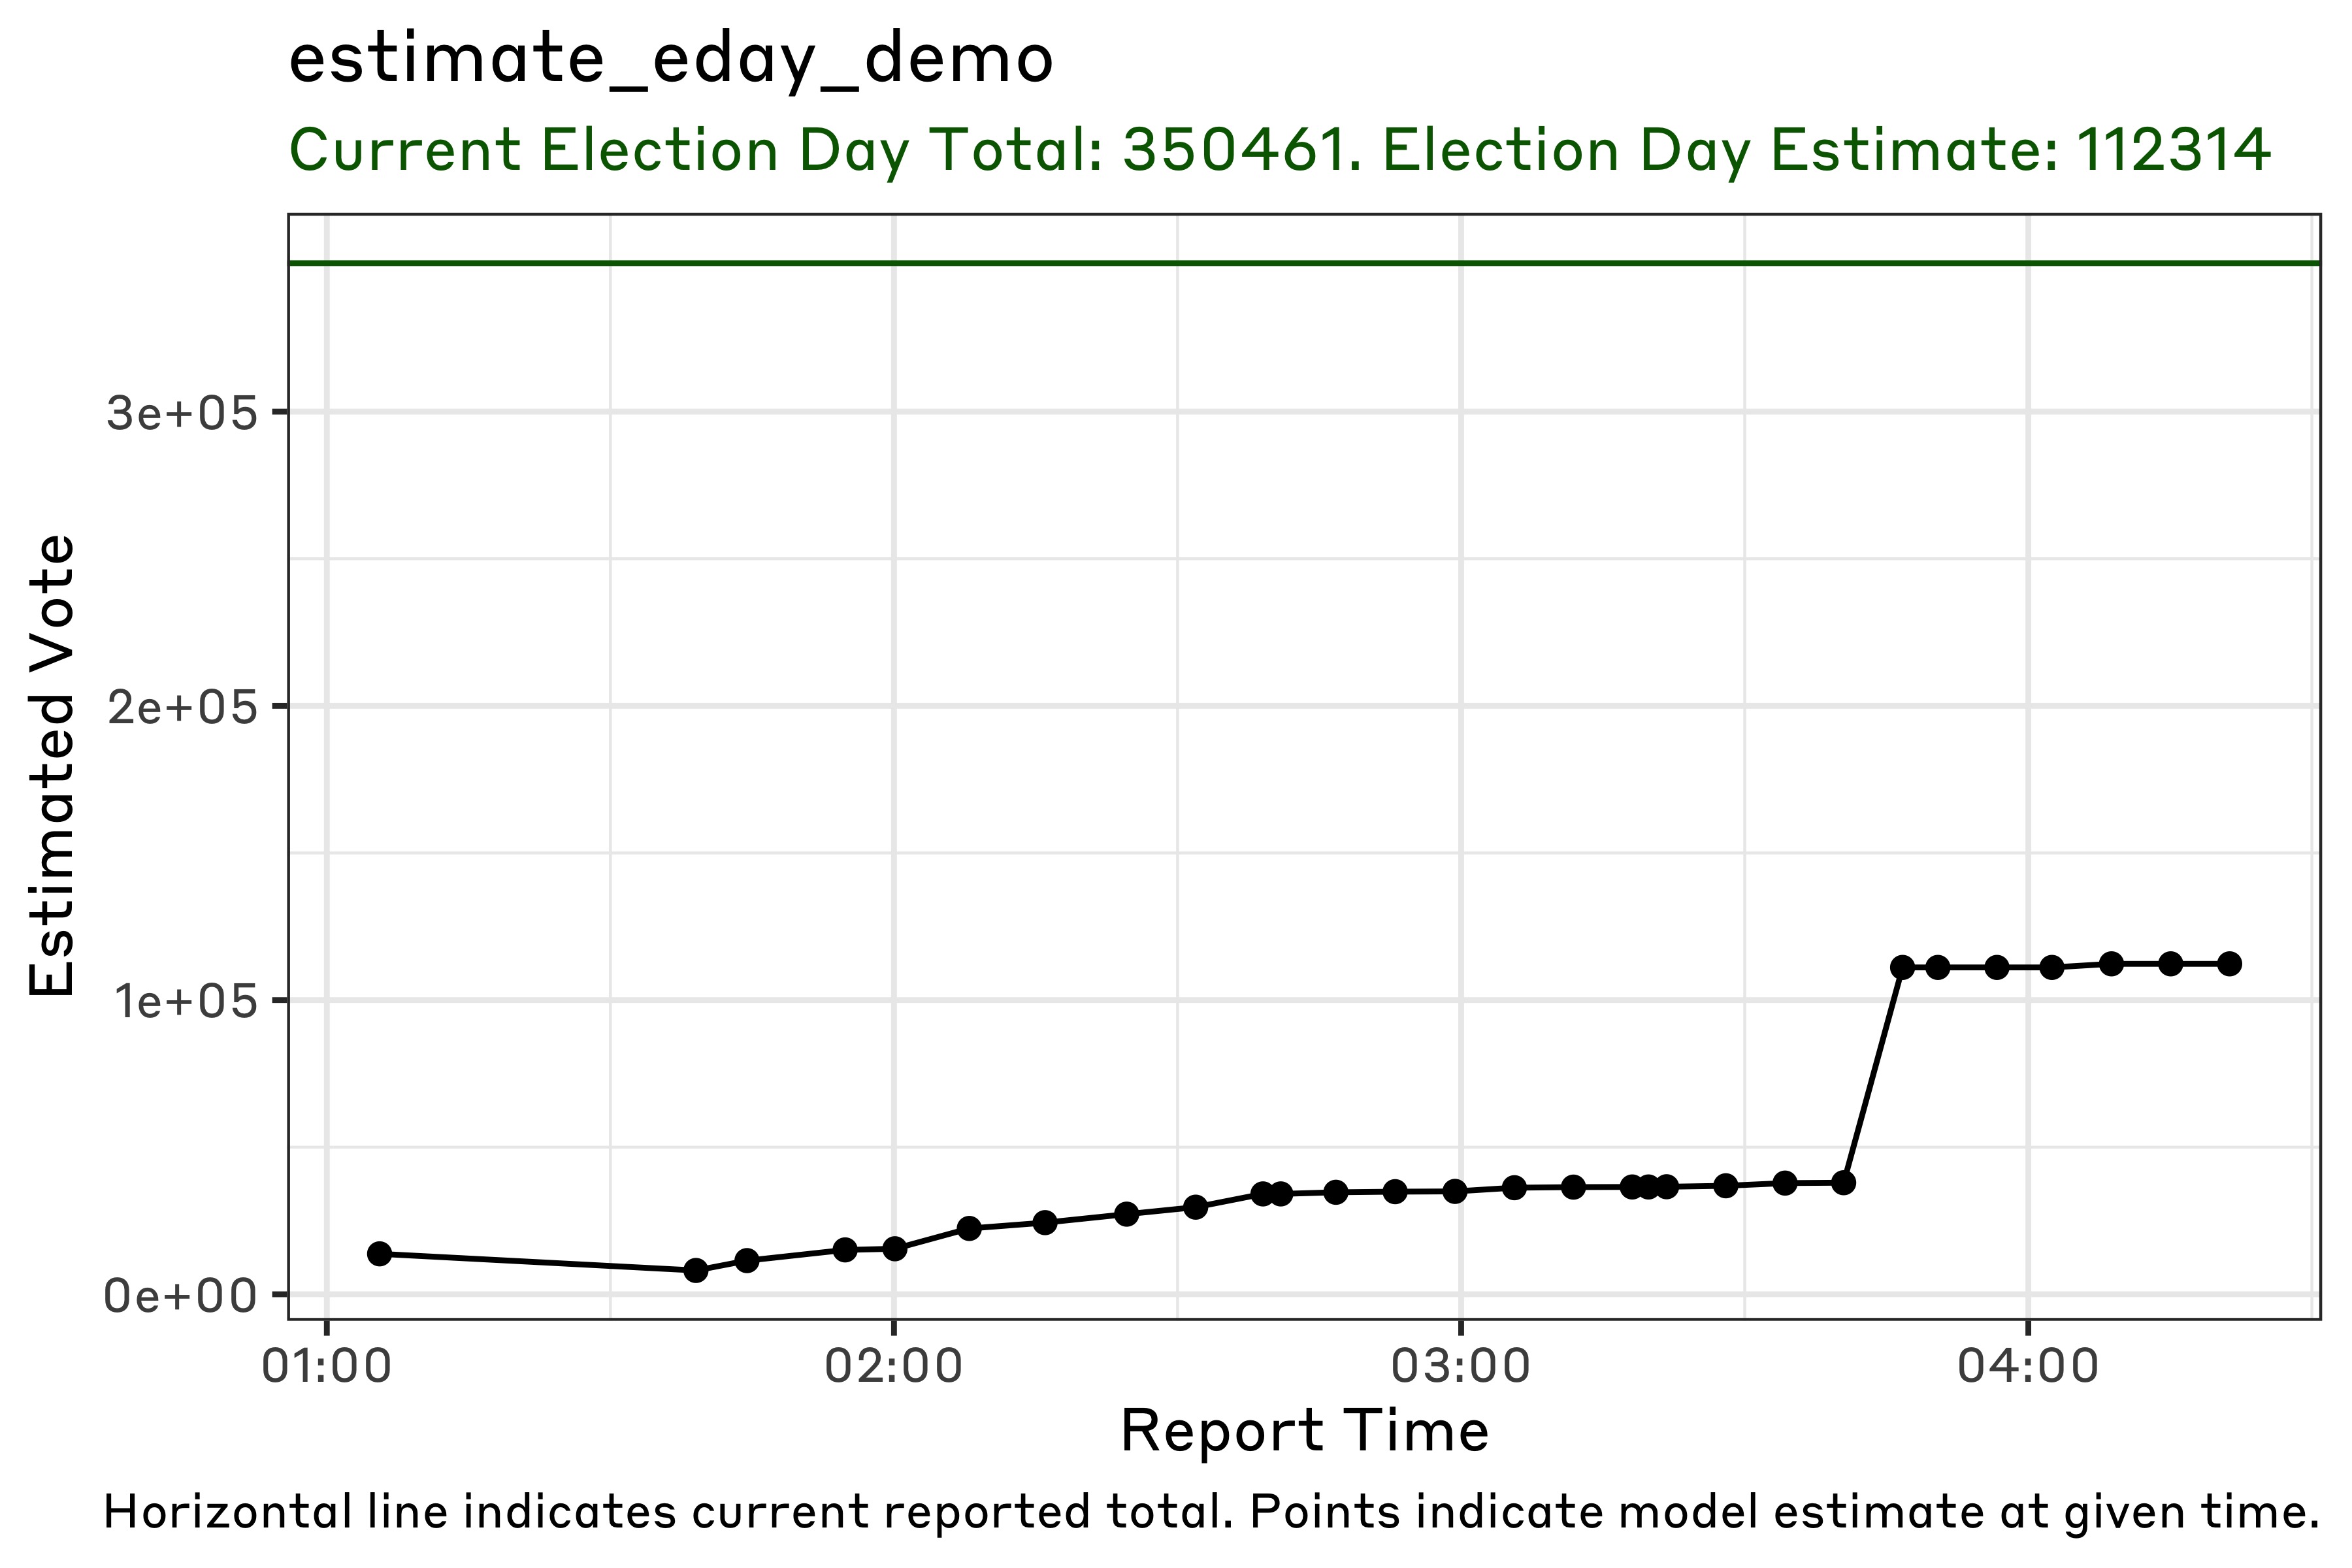 estimate_eday_demo
Current Election Day Total: 350461. Election Day Estimate: 112314
Estimated Vote
3e+05
2e+05
1e+05
0e+00
01:00 02:00 03:00 04:00
Report Time
Horizontal line indicates current reported total. Points indicate model estimate at given time.